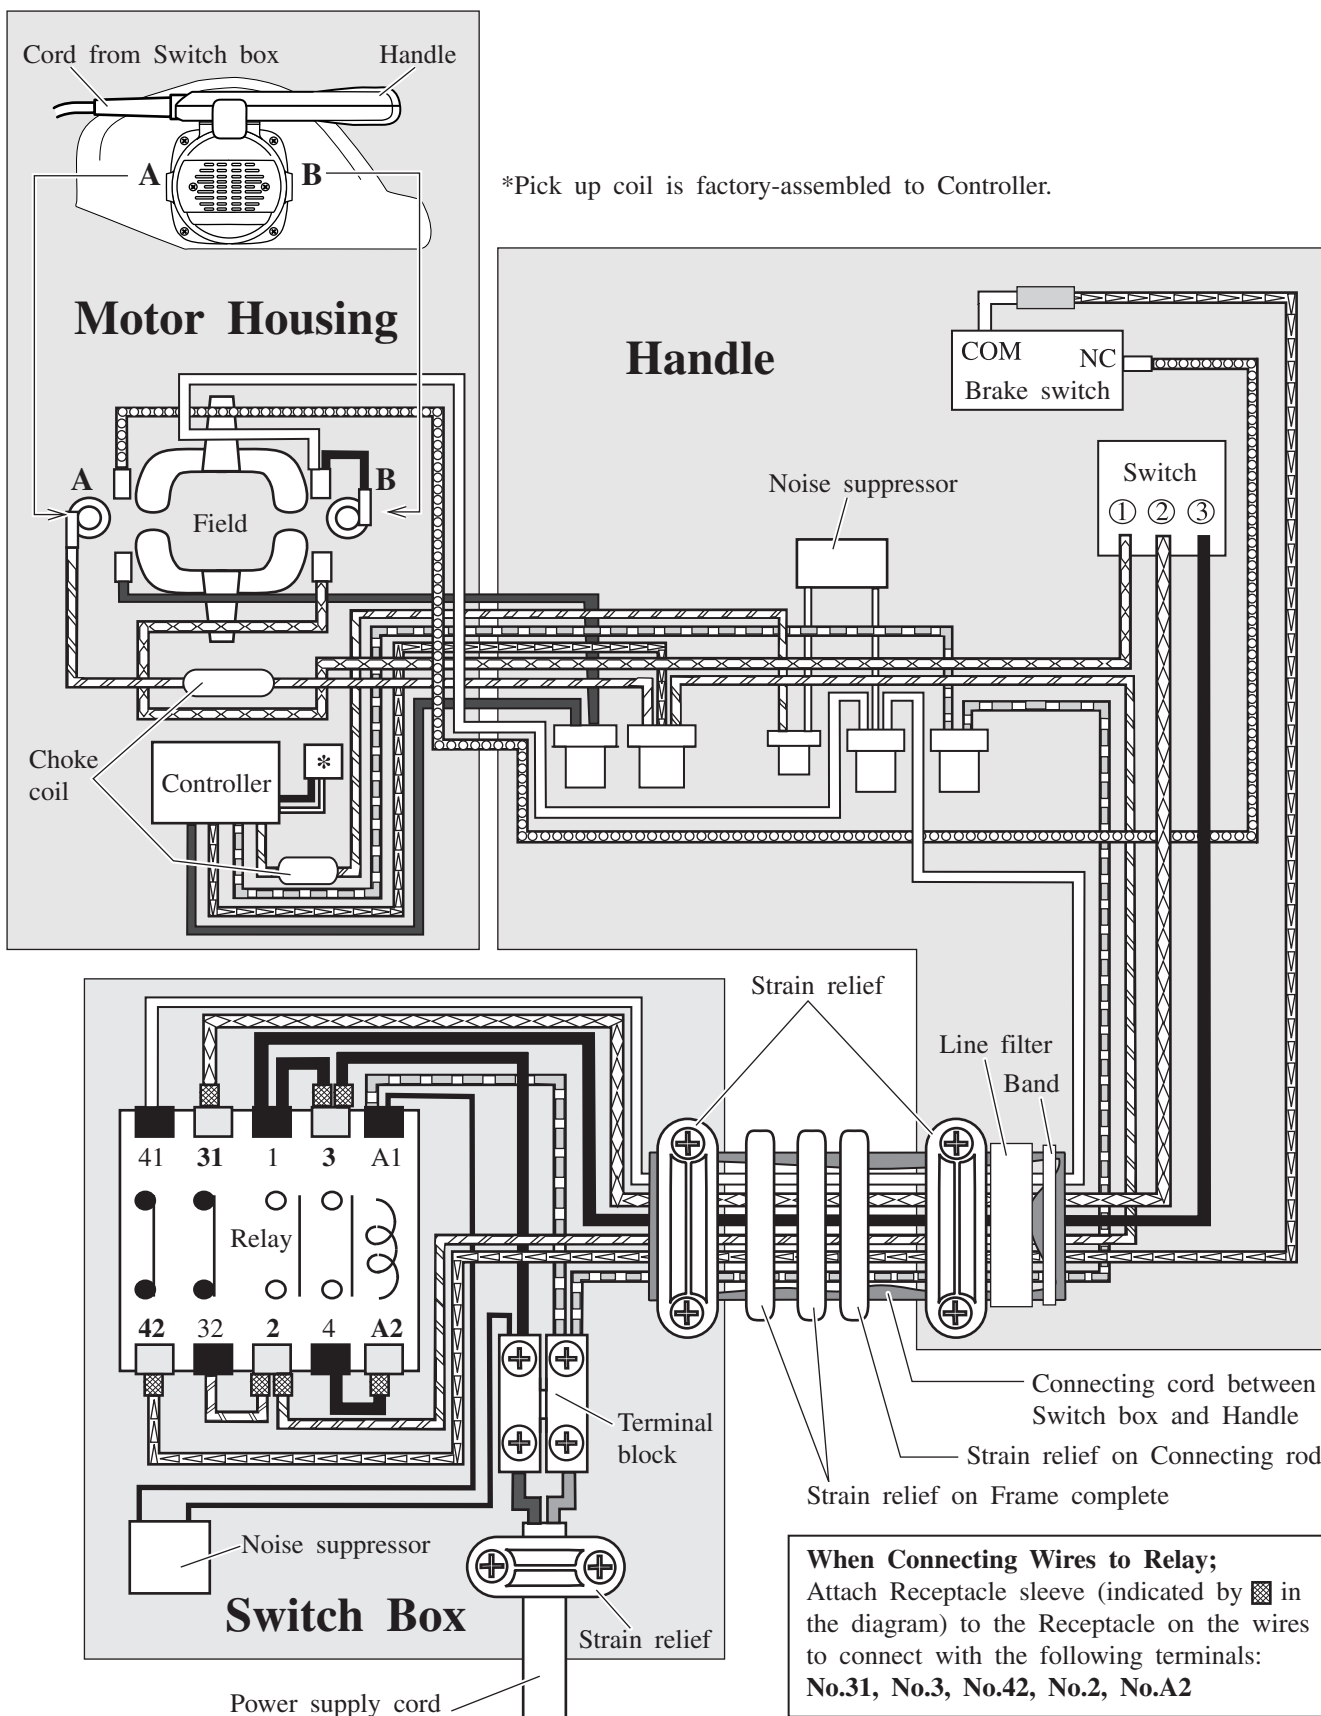 Cord from Switch box
Handle
A
B
*Pick up coil is factory-assembled to Controller.
Motor Housing
Handle
COM
NC
Brake switch
Switch
1 2 3
Noise suppressor
A
B
Field
Choke
coil
Controller
*
Strain relief
Line filter
Band
41 31 1 3 A1
Relay
42 32 2 4 A2
Terminal
block
Connecting cord between
Switch box and Handle
Strain relief on Connecting rod
Strain relief on Frame complete
Noise suppressor
Switch Box
Strain relief
Power supply cord
When Connecting Wires to Relay;
Attach Receptacle sleeve (indicated by in
the diagram) to the Receptacle on the wires
to connect with the following terminals:
No.31, No.3, No.42, No.2, No.A2